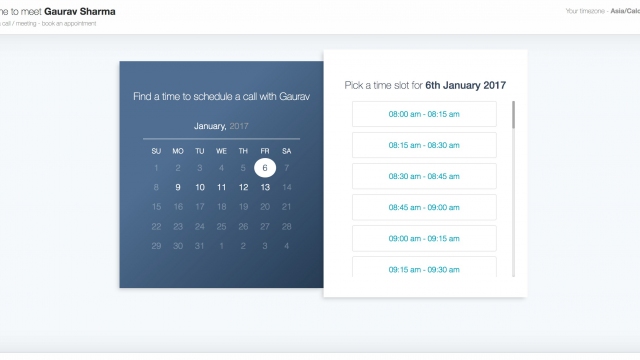 to meet Gaurav Sharma
call / meeting - book an appointment
Your timezone - Asia/Calc
Find a time to schedule a call with Gaurav
January, 2017
SU MO TU WE TH FR SA
1 2 3 4 5 6 7
8 9 10 11 12 13 14
15 16 17 18 19 20 21
22 23 24 25 26 27 28
29 30 31 1 2 3 4
Pick a time slot for 6th January 2017
08:00 am - 08:15 am
08:15 am - 08:30 am
08:30 am - 08:45 am
08:45 am - 09:00 am
09:00 am - 09:15 am
09:15 am - 09:30 am